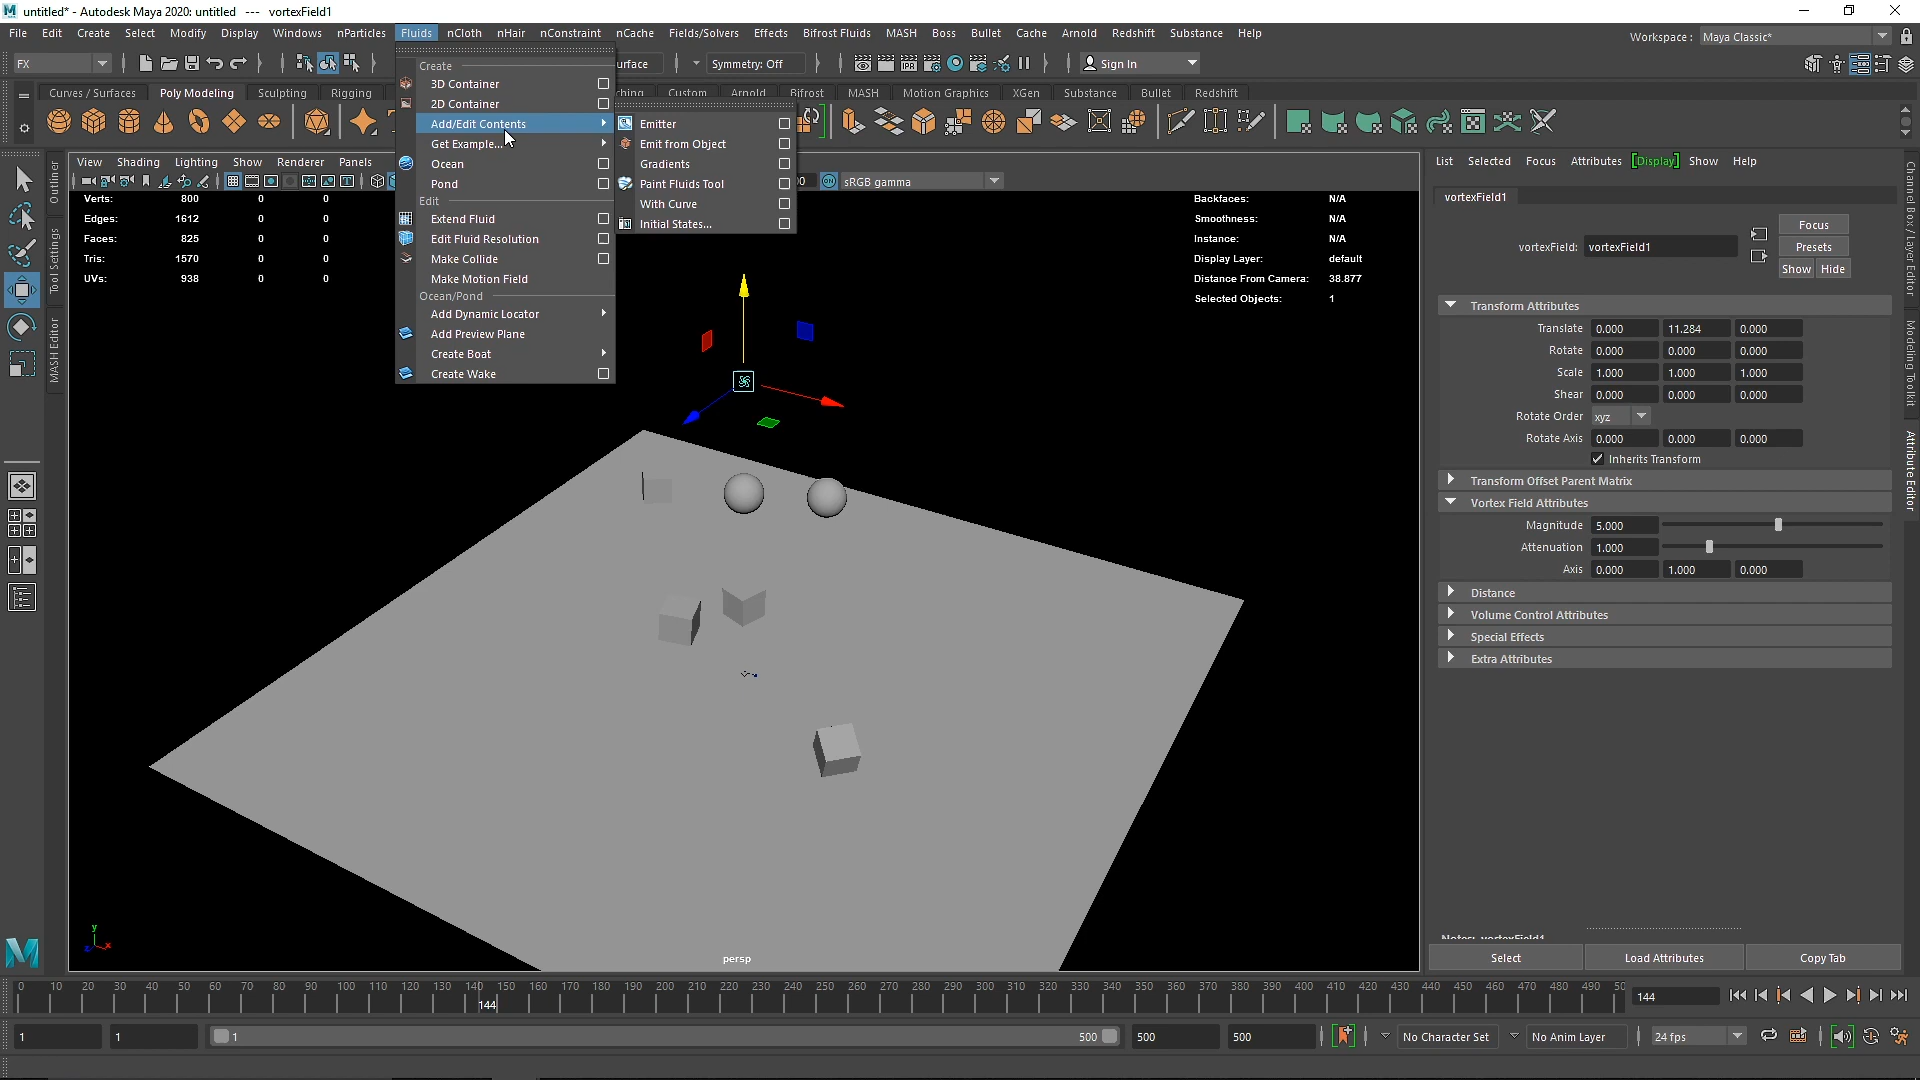 untitled* - Autodesk Maya 2020: untitled --- vortexField1
File Edit Create Select Modify Display Windows nParticles Fluids nCloth nHair nConstraint nCache Fields/Solvers Effects Bifrost Fluids MASH Boss Bullet Cache Arnold Redshift Substance Help
Workspace : Maya Classic*
FX
Symmetry: Off
Sign In
Curves / Surfaces Poly Modeling Sculpting Rigging Custom Arnold Bifrost MASH Motion Graphics XGen Substance Bullet Redshift
Create
3D Container
2D Container
Add/Edit Contents
Get Example...
Ocean
Pond
Edit
Extend Fluid
Edit Fluid Resolution
Make Collide
Make Motion Field
Ocean/Pond
Add Dynamic Locator
Add Preview Plane
Create Boat
Create Wake
Emitter
Emit from Object
Gradients
Paint Fluids Tool
With Curve
Initial States...
View Shading Lighting Show Renderer Panels
sRGB gamma
Outliner
Tool Settings
MASH Editor
Verts: 800 0 0
Edges: 1612 0 0
Faces: 825 0 0
Tris: 1570 0 0
UVs: 938 0 0
Backfaces: N/A
Smoothness: N/A
Instance: N/A
Display Layer: default
Distance From Camera: 38.877
Selected Objects: 1
persp
List Selected Focus Attributes Display Show Help
vortexField1
vortexField: vortexField1
Focus
Presets
Show Hide
Transform Attributes
Translate 0.000 11.284 0.000
Rotate 0.000 0.000 0.000
Scale 1.000 1.000 1.000
Shear 0.000 0.000 0.000
Rotate Order xyz
Rotate Axis 0.000 0.000 0.000
Inherits Transform
Transform Offset Parent Matrix
Vortex Field Attributes
Magnitude 5.000
Attenuation 1.000
Axis 0.000 1.000 0.000
Distance
Volume Control Attributes
Special Effects
Extra Attributes
Select Load Attributes Copy Tab
Channel Box / Layer Editor
Modeling Toolkit
Attribute Editor
0 10 20 30 40 50 60 70 80 90 100 110 120 130 140 150 160 170 180 190 200 210 220 230 240 250 260 270 280 290 300 310 320 330 340 350 360 370 380 390 400 410 420 430 440 450 460 470 480 490 50
144
144
1 1 1 500 500 500 No Character Set No Anim Layer 24 fps